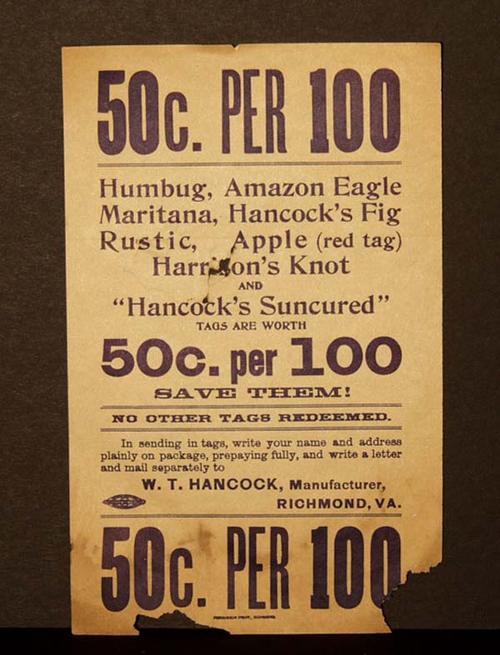 50c. PER 100
Humbug, Amazon Eagle
Maritana, Hancock's Fig
Rustic, Apple (red tag)
Knot
AND
"Hancock's Suncured"
TAGS ARE WORTH
50c. per 100
SAVE THEM!
NO OTHER TAGS REDEEMED.
In sending in tags, write your name and address
plainly on package, prepaying fully, and write a letter
and mail separately to
W. T. HANCOCK, Manufacturer,
RICHMOND, VA.
50c. PER 100